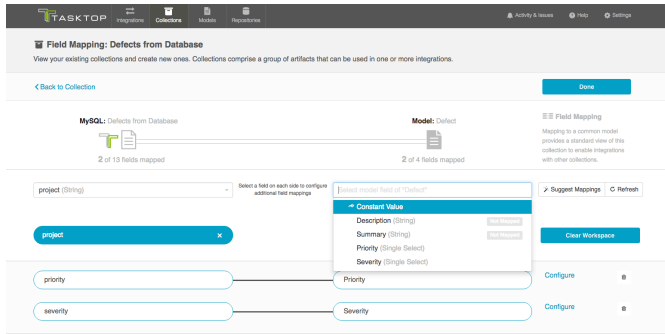 TASKTOP
Integrations
Collections
Models
Repositories
Activity & Issues
Help
Settings
Field Mapping: Defects from Database
View your existing collections and create new ones. Collections comprise a group of artifacts that can be used in one or more integrations.
Back to Collection
Done
MySQL: Defects from Database
Model: Defect
2 of 13 fields mapped
2 of 4 fields mapped
Field Mapping
Mapping to a common model
provides a standard view of this
collection to enable integrations
with other collections.
project (String)
Select a field on each side to configure
additional field mappings
Select model field of "Defect"
Suggest Mappings
Refresh
Constant Value
Description (String)
Not Mapped
Summary (String)
Not Mapped
Priority (Single Select)
Severity (Single Select)
project
x
Clear Workspace
priority
Priority
Configure
severity
Severity
Configure